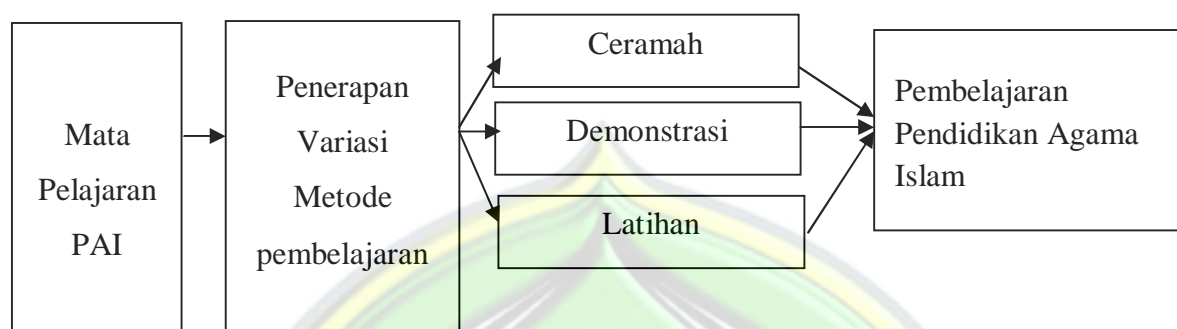 Mata
Pelajaran
PAI
Penerapan
Variasi
Metode
pembelajaran
Ceramah
Demonstrasi
Latihan
Pembelajaran
Pendidikan Agama
Islam